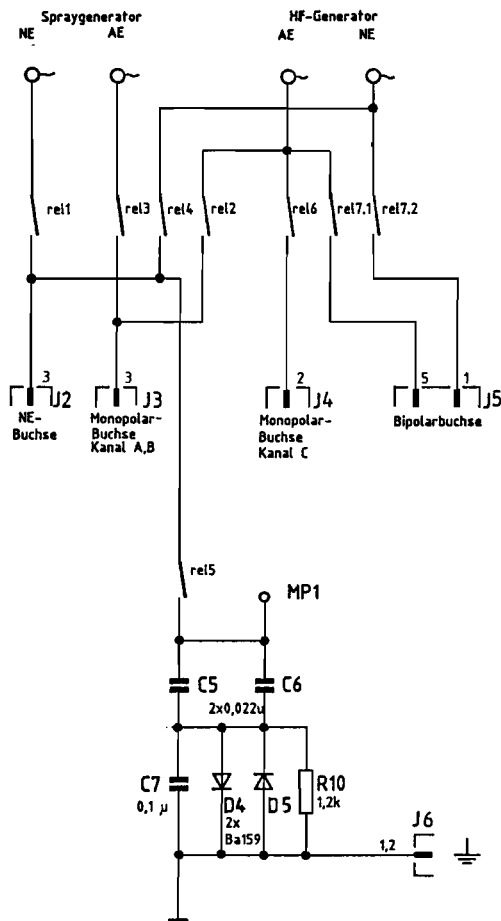 Spraygenerator
HF-Generator
NE
AE
AE
NE
rel1
rel3
rel4
rel2
rel6
rel7.1
rel7.2
3
J2
NE-
Buchse
3
J3
Monopolar-
Buchse
Kanal A,B
2
J4
Monopolar-
Buchse
Kanal C
5
1
J5
Bipolarbuchse
rel5
MP1
C5
C6
2x0,022u
C7
0,1 µ
D4
2x
Ba159
D5
R10
1,2k
J6
1,2